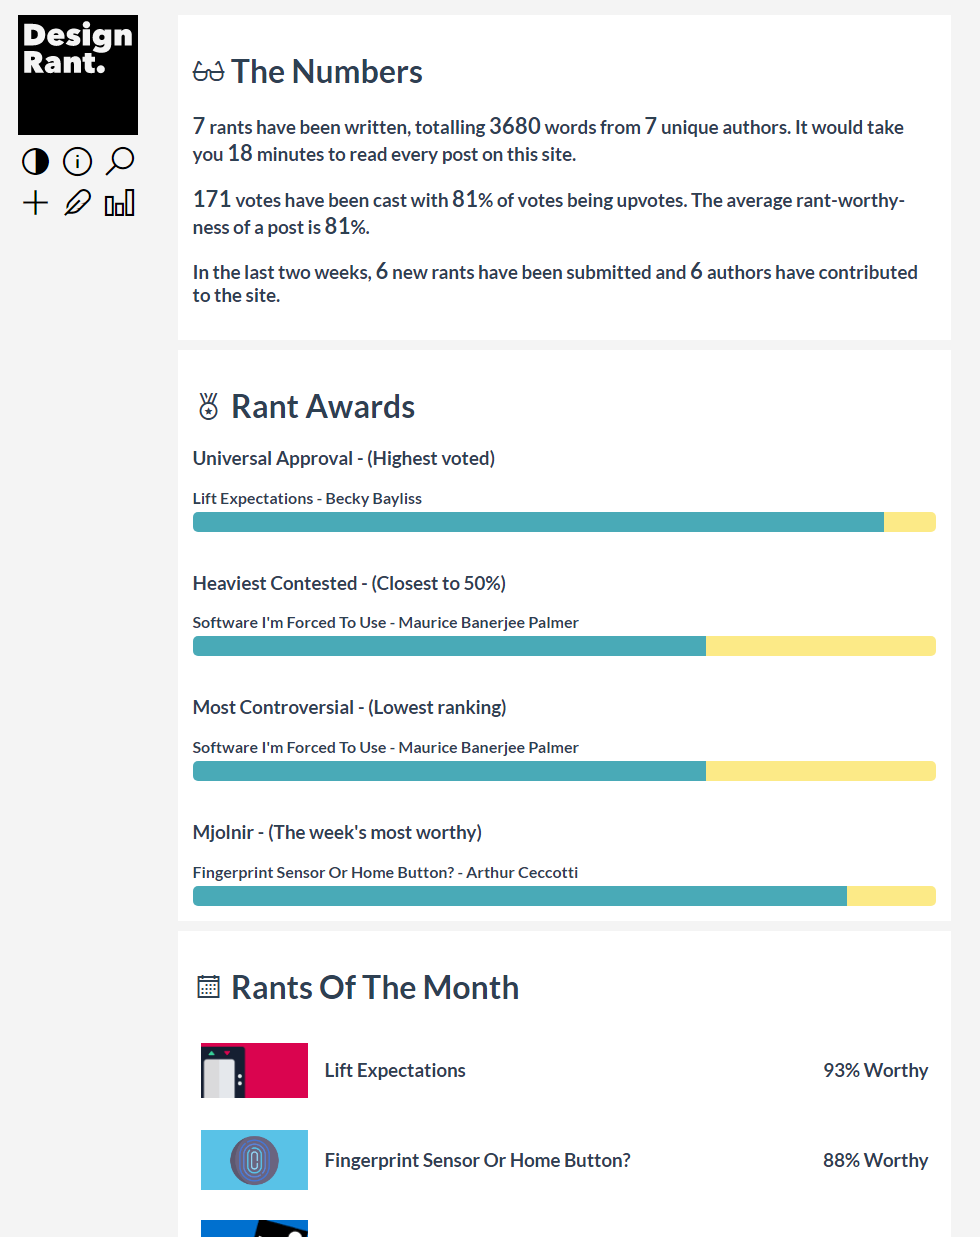 Design
Rant.
The Numbers
7 rants have been written, totalling 3680 words from 7 unique authors. It would take
you 18 minutes to read every post on this site.
171 votes have been cast with 81% of votes being upvotes. The average rant-worthy-
ness of a post is 81%.
In the last two weeks, 6 new rants have been submitted and 6 authors have contributed
to the site.
Rant Awards
Universal Approval - (Highest voted)
Lift Expectations - Becky Bayliss
Heaviest Contested - (Closest to 50%)
Software I'm Forced To Use - Maurice Banerjee Palmer
Most Controversial - (Lowest ranking)
Software I'm Forced To Use - Maurice Banerjee Palmer
Mjolnir - (The week's most worthy)
Fingerprint Sensor Or Home Button? - Arthur Ceccotti
Rants Of The Month
Lift Expectations 93% Worthy
Fingerprint Sensor Or Home Button? 88% Worthy